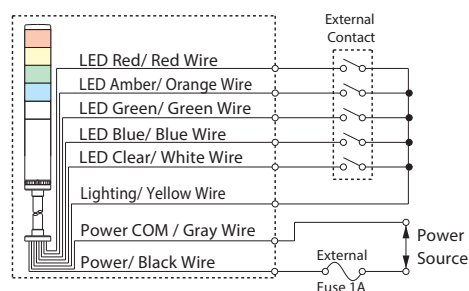 External
Contact
LED Red/ Red Wire
LED Amber/ Orange Wire
LED Green/ Green Wire
LED Blue/ Blue Wire
LED Clear/ White Wire
Lighting/ Yellow Wire
Power COM / Gray Wire
Power
Source
Power/ Black Wire
External
Fuse 1A